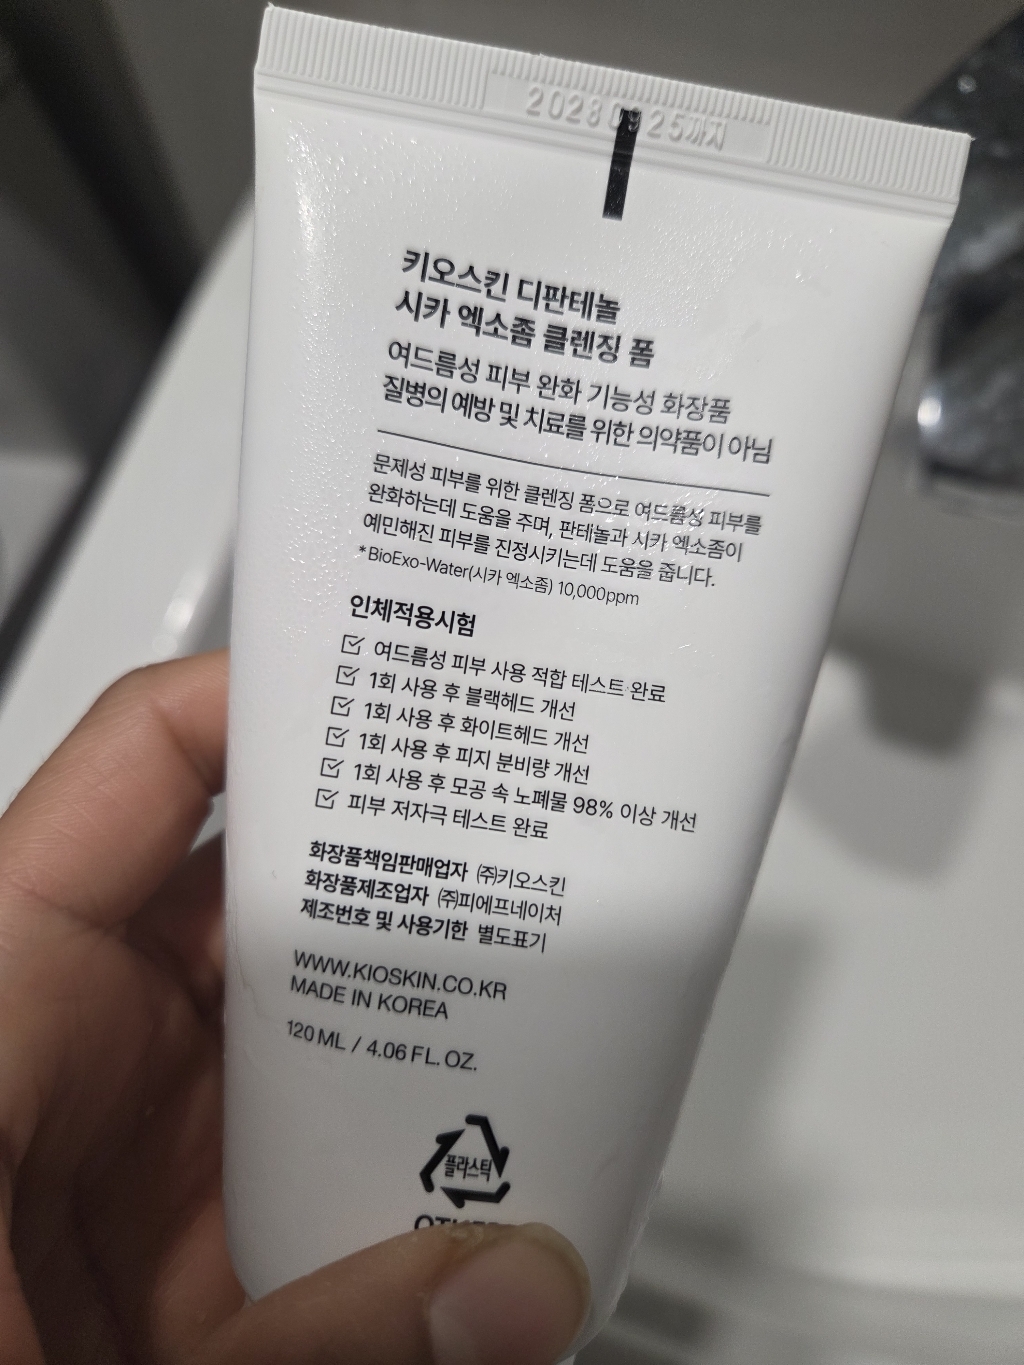 2028 09 25까지
키오스킨 디판테놀
시카 엑소좀 클렌징 폼
여드름성 피부 완화 기능성 화장품
질병의 예방 및 치료를 위한 의약품이 아님
문제성 피부를 위한 클렌징 폼으로 여드름성 피부를
완화하는데 도움을 주며, 판테놀과 시카 엑소좀이
예민해진 피부를 진정시키는데 도움을 줍니다.
*BioExo-Water(시카 엑소좀) 10,000ppm
인체적용시험
여드름성 피부 사용 적합 테스트 완료
1회 사용 후 블랙헤드 개선
1회 사용 후 화이트헤드 개선
1회 사용 후 피지 분비량 개선
1회 사용 후 모공 속 노폐물 98% 이상 개선
피부 저자극 테스트 완료
화장품책임판매업자 ㈜키오스킨
화장품제조업자 ㈜피에프네이처
제조번호 및 사용기한 별도표기
WWW.KIOSKIN.CO.KR
MADE IN KOREA
120 ML / 4.06 FL. OZ.
플라스틱